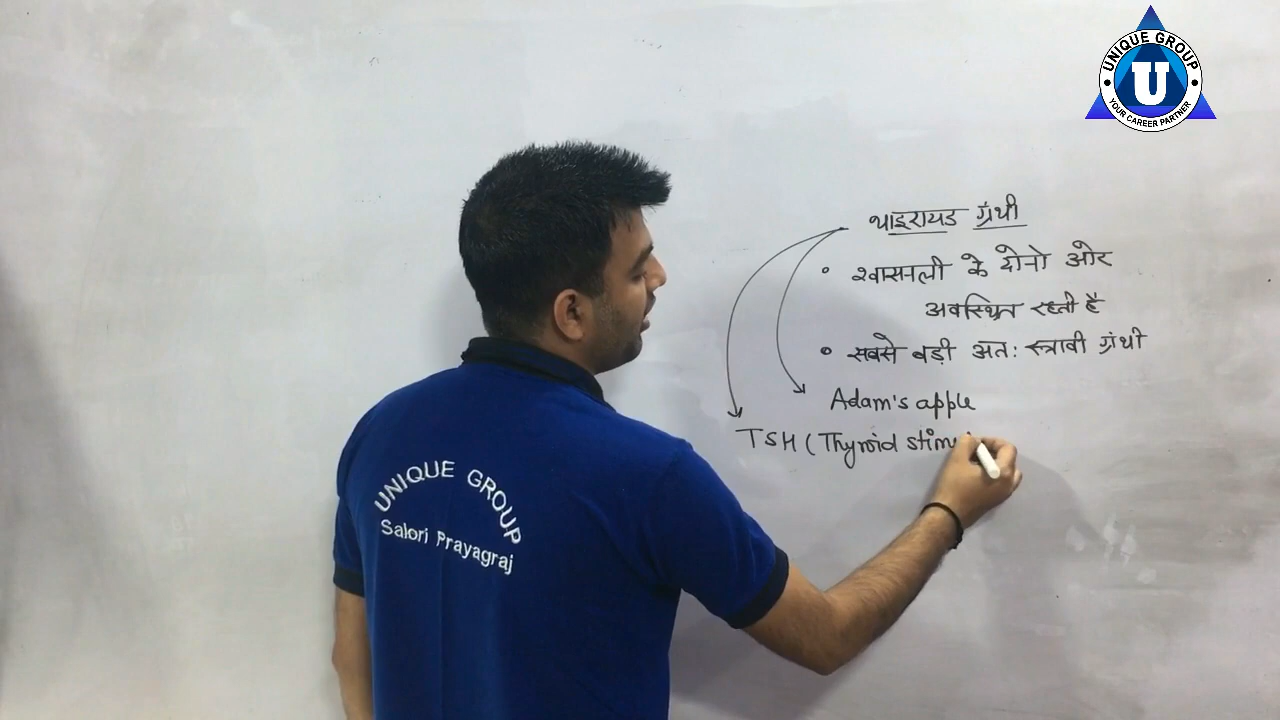 UNIQUE GROUP
U
YOUR CAREER PARTNER
थाइरायड ग्रंथी
• श्वासनली के दोनो ओर
अवस्थित रहती है
• सबसे बड़ी अंतः स्त्रावी ग्रंथी
Adam's apple
TSH (Thyroid stim
UNIQUE GROUP
Salori Prayagraj